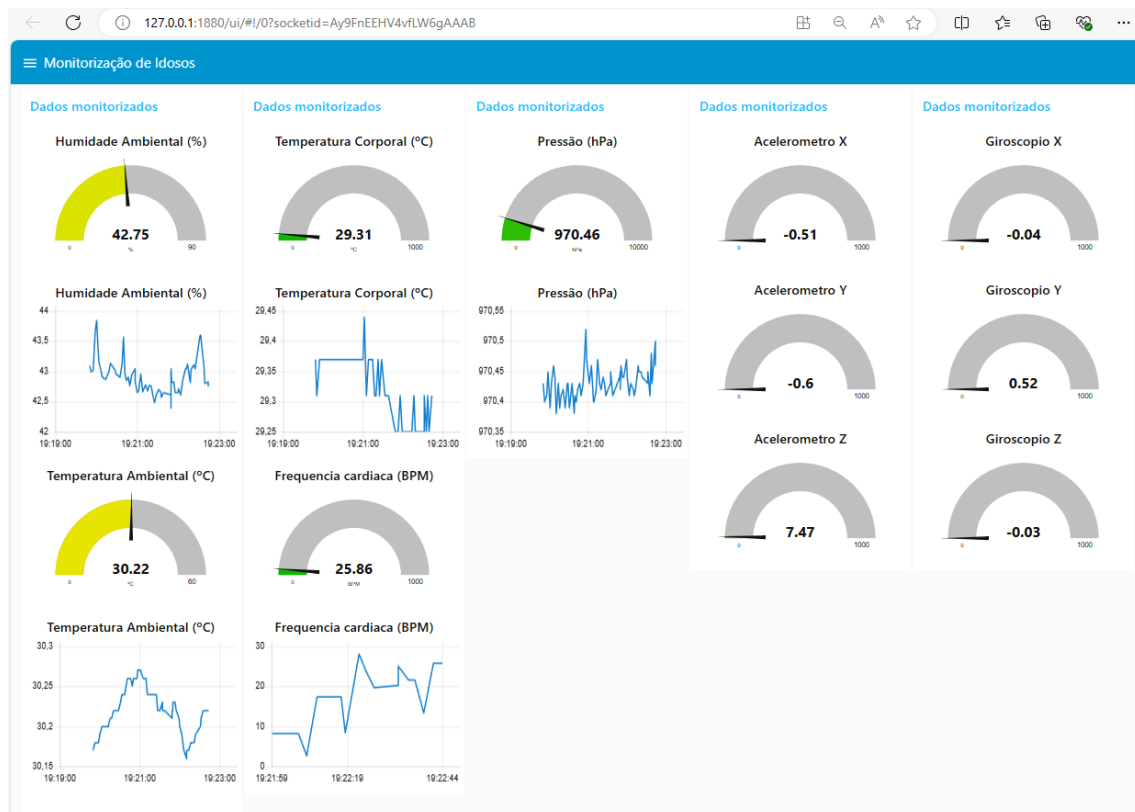 127.0.0.1:1880/ui/#!/0?socketid=Ay9FnEEHV4vfLW6gAAAB
Monitorização de Idosos
Dados monitorizados
Humidade Ambiental (%)
42.75
%
0
90
Humidade Ambiental (%)
44
43,5
43
42,5
42
19:19:00 19:21:00 19:23:00
Temperatura Ambiental (ºC)
30.22
ºC
0
60
Temperatura Ambiental (ºC)
30,3
30,25
30,2
30,15
19:19:00 19:21:00 19:23:00
Dados monitorizados
Temperatura Corporal (ºC)
29.31
ºC
0
1000
Temperatura Corporal (ºC)
29,45
29,4
29,35
29,3
29,25
19:19:00 19:21:00 19:23:00
Frequencia cardiaca (BPM)
25.86
BPM
0
1000
Frequencia cardiaca (BPM)
30
20
10
0
19:21:59 19:22:19 19:22:44
Dados monitorizados
Pressão (hPa)
970.46
0
10000
Pressão (hPa)
970,55
970,5
970,45
970,4
970,35
19:19:00 19:21:00 19:23:00
Dados monitorizados
Acelerometro X
-0.51
0
1000
Acelerometro Y
-0.6
0
1000
Acelerometro Z
7.47
0
1000
Dados monitorizados
Giroscopio X
-0.04
0
1000
Giroscopio Y
0.52
0
1000
Giroscopio Z
-0.03
0
1000